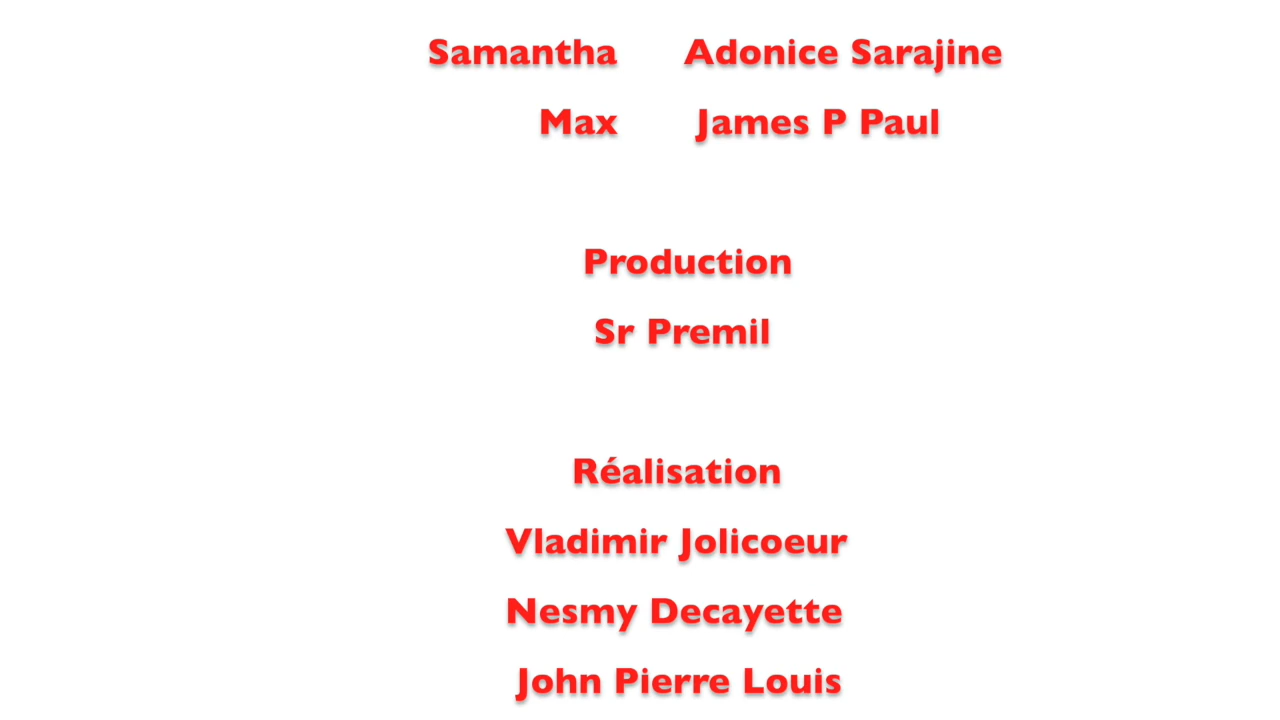 Samantha Adonice Sarajine
Max James P Paul
Production
Sr Premil
Réalisation
Vladimir Jolicoeur
Nesmy Decayette
John Pierre Louis